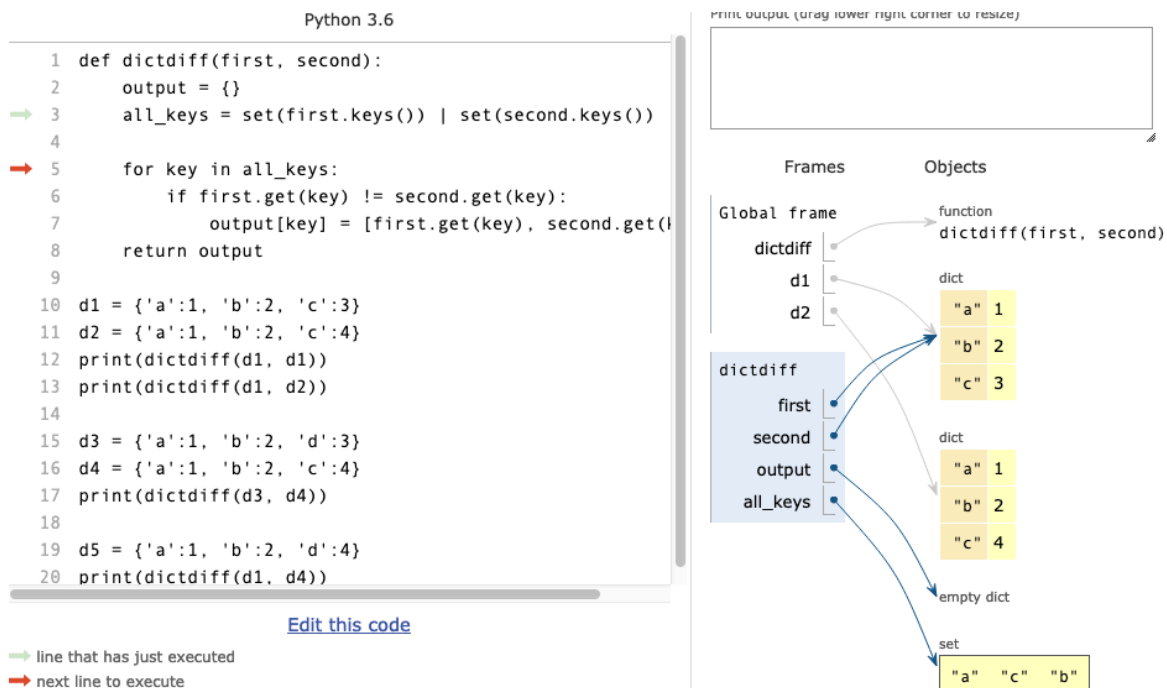 Python 3.6
1 def dictdiff(first, second):
2     output = {}
3     all_keys = set(first.keys()) | set(second.keys())
4
5     for key in all_keys:
6         if first.get(key) != second.get(key):
7             output[key] = [first.get(key), second.get(
8     return output
9
10 d1 = {'a':1, 'b':2, 'c':3}
11 d2 = {'a':1, 'b':2, 'c':4}
12 print(dictdiff(d1, d1))
13 print(dictdiff(d1, d2))
14
15 d3 = {'a':1, 'b':2, 'd':3}
16 d4 = {'a':1, 'b':2, 'c':4}
17 print(dictdiff(d3, d4))
18
19 d5 = {'a':1, 'b':2, 'd':4}
20 print(dictdiff(d1, d4))
Edit this code
line that has just executed
next line to execute
Print output (drag lower right corner to resize)
Frames Objects
Global frame
dictdiff
d1
d2
function
dictdiff(first, second)
dict
"a" 1
"b" 2
"c" 3
dictdiff
first
second
output
all_keys
dict
"a" 1
"b" 2
"c" 4
empty dict
set
"a" "c" "b"